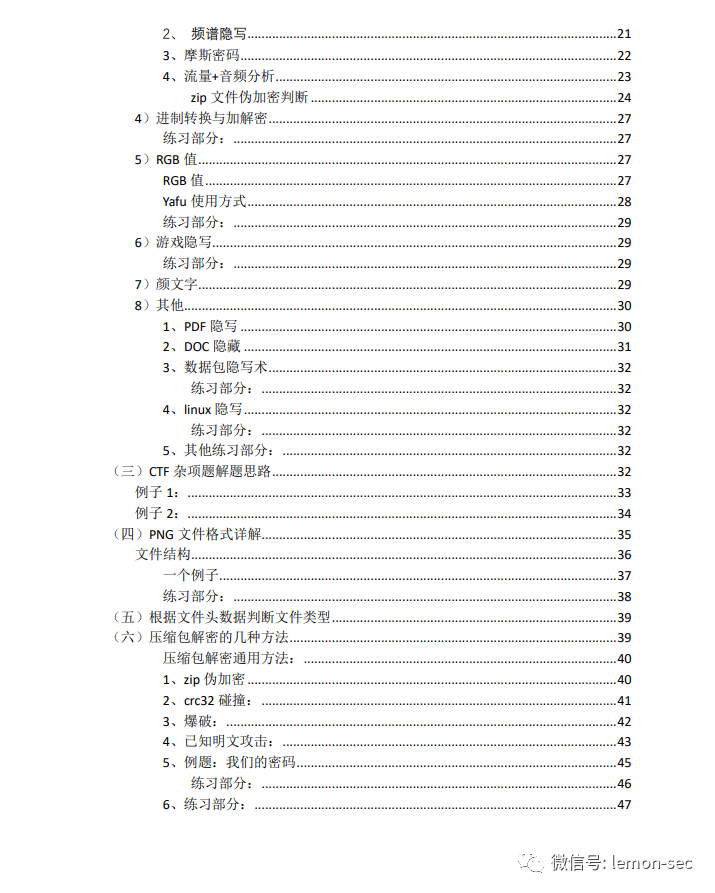 2、 频谱隐写........................................21
3、摩斯密码........................................22
4、流量+音频分析........................................23
zip 文件伪加密判断........................................24
4）进制转换与加解密........................................27
练习部分：........................................27
5）RGB 值........................................27
RGB 值........................................27
Yafu 使用方式........................................28
练习部分：........................................29
6）游戏隐写........................................29
练习部分：........................................29
7）颜文字........................................29
8）其他........................................30
1、PDF 隐写........................................30
2、DOC 隐藏........................................31
3、数据包隐写术........................................32
练习部分：........................................32
4、linux 隐写........................................32
练习部分：........................................32
5、其他练习部分：........................................32
（三）CTF 杂项题解题思路........................................32
例子 1：........................................33
例子 2：........................................34
（四）PNG 文件格式详解........................................35
文件结构........................................36
一个例子........................................37
练习部分：........................................38
（五）根据文件头数据判断文件类型........................................39
（六）压缩包解密的几种方法........................................39
压缩包解密通用方法：........................................40
1、zip 伪加密........................................40
2、crc32 碰撞：........................................41
3、爆破：........................................42
4、已知明文攻击：........................................43
5、例题：我们的密码........................................45
练习部分：........................................46
6、练习部分：........................................47
微信号: lemon-sec